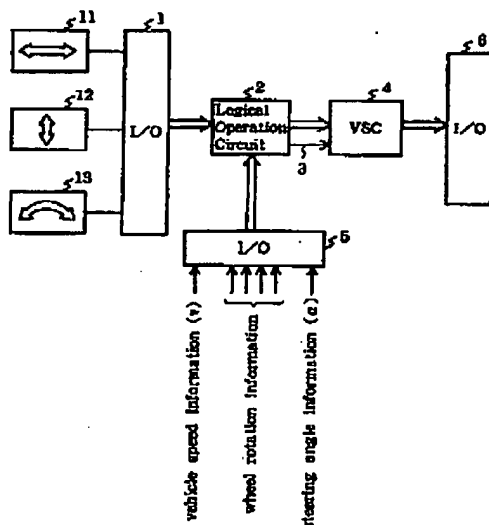 11
1
12
13
I/O
2
Logical
Operation
Circuit
3
4
VSC
6
I/O
5
I/O
vehicle speed information (v)
wheel rotation information
teering angle information (α)